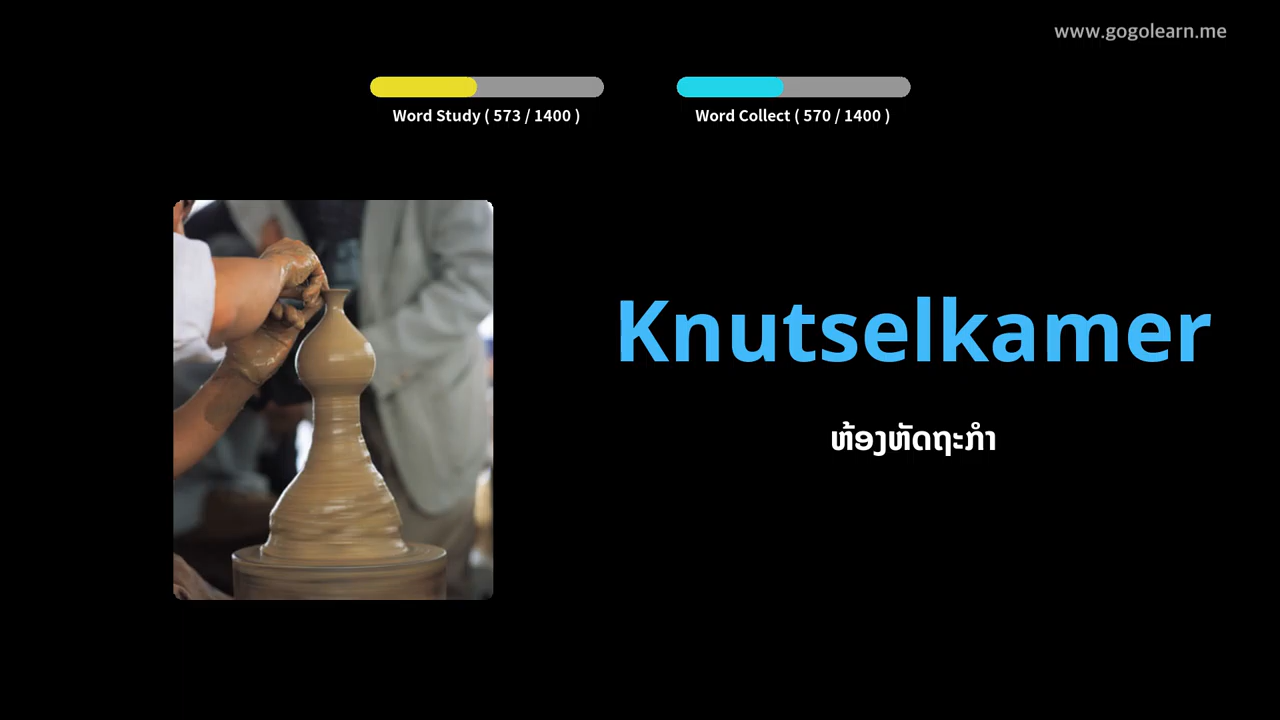 www.gogolearn.me
Word Study ( 573 / 1400 )
Word Collect ( 570 / 1400 )
Knutselkamer
ຫ້ອງຫັດຖະກຳ